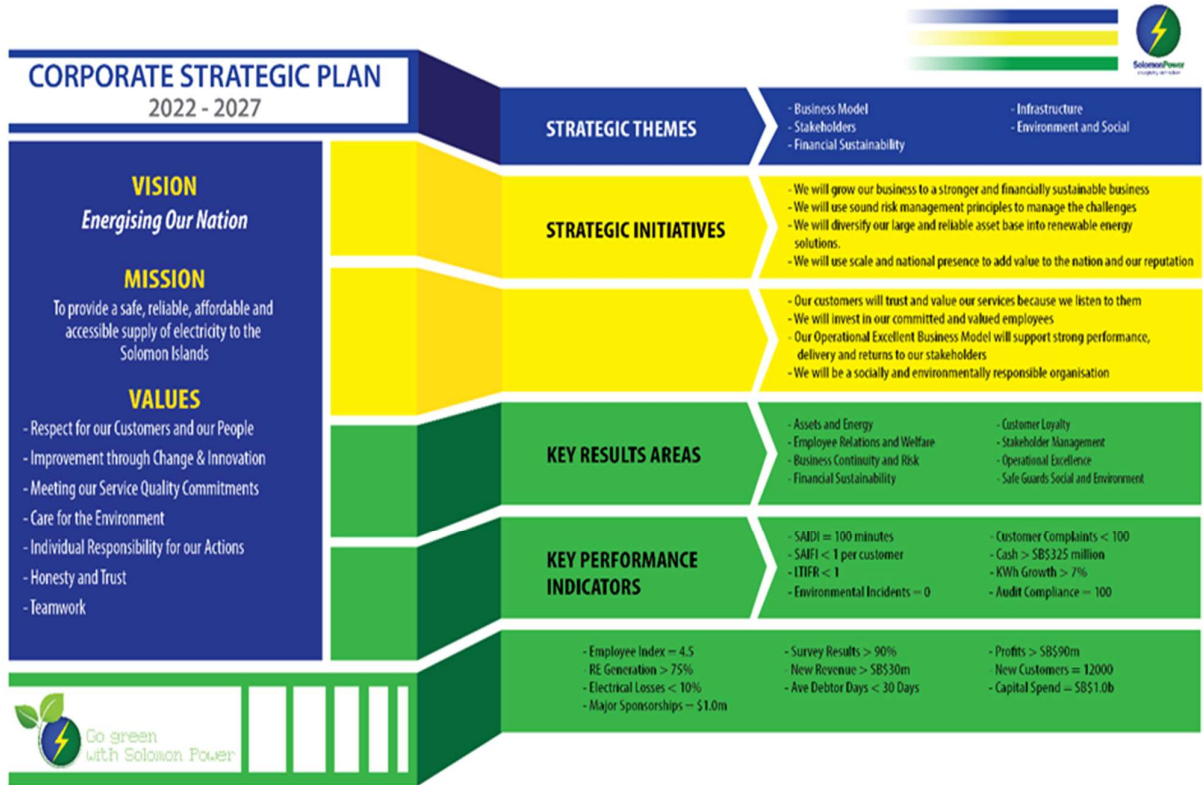 SolomonPower
CORPORATE STRATEGIC PLAN
2022 - 2027
VISION
Energising Our Nation
MISSION
To provide a safe, reliable, affordable and
accessible supply of electricity to the
Solomon Islands
VALUES
- Respect for our Customers and our People
- Improvement through Change & Innovation
- Meeting our Service Quality Commitments
- Care for the Environment
- Individual Responsibility for our Actions
- Honesty and Trust
- Teamwork
Go green
with Solomon Power
STRATEGIC THEMES
- Business Model
- Stakeholders
- Financial Sustainability
- Infrastructure
- Environment and Social
STRATEGIC INITIATIVES
- We will grow our business to a stronger and financially sustainable business
- We will use sound risk management principles to manage the challenges
- We will diversify our large and reliable asset base into renewable energy
solutions.
- We will use scale and national presence to add value to the nation and our reputation
- Our customers will trust and value our services because we listen to them
- We will invest in our committed and valued employees
- Our Operational Excellent Business Model will support strong performance,
delivery and returns to our stakeholders
- We will be a socially and environmentally responsible organisation
KEY RESULTS AREAS
- Assets and Energy
- Employee Relations and Welfare
- Business Continuity and Risk
- Financial Sustainability
- Customer Loyalty
- Stakeholder Management
- Operational Excellence
- Safe Guards Social and Environment
KEY PERFORMANCE
INDICATORS
- SAIDI = 100 minutes
- SAIFI < 1 per customer
- LTIFR < 1
- Environmental Incidents = 0
- Customer Complaints < 100
- Cash > SB$325 million
- KWh Growth > 7%
- Audit Compliance = 100
- Employee Index = 4.5
- RE Generation > 75%
- Electrical Losses < 10%
- Major Sponsorships = $1.0m
- Survey Results > 90%
- New Revenue > SB$30m
- Ave Debtor Days < 30 Days
- Profits > SB$90m
- New Customers = 12000
- Capital Spend = SB$1.0b